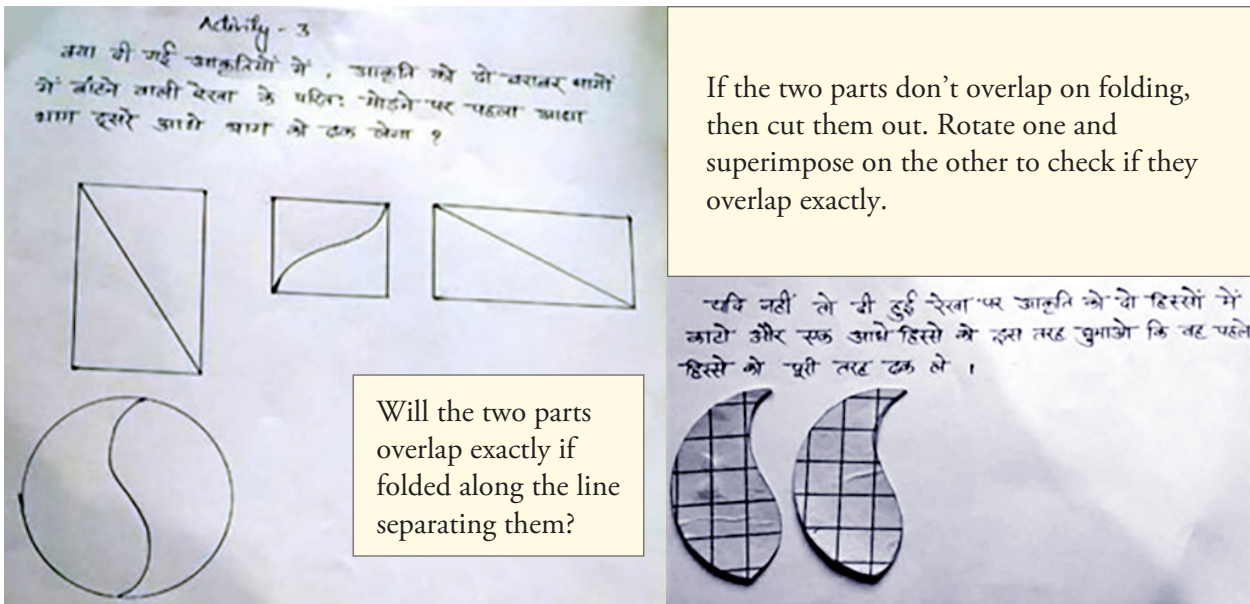 Activity - 3
क्या दी गई आकृतियों में, आकृति को दो बराबर भागों
में बांटने वाली रेखा के परित: मोड़ने पर पहला आधा
भाग दूसरे आधे भाग को ढक लेगा ?
Will the two parts
overlap exactly if
folded along the line
separating them?
If the two parts don’t overlap on folding,
then cut them out. Rotate one and
superimpose on the other to check if they
overlap exactly.
यदि नहीं तो दी हुई रेखा पर आकृति को दो हिस्सों में
काटो और एक आधे हिस्से को इस तरह घुमाओ कि वह पहले
हिस्से को पूरी तरह ढक ले ।